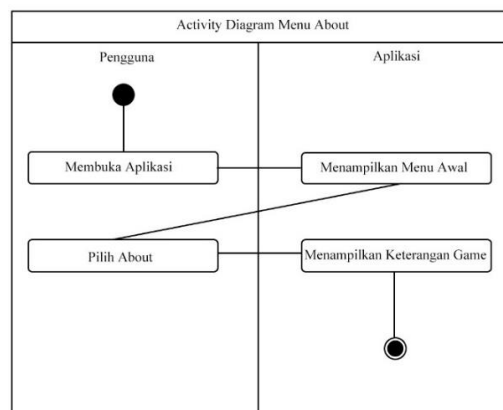 Activity Diagram Menu About
Pengguna
Aplikasi
Membuka Aplikasi
Menampilkan Menu Awal
Pilih About
Menampilkan Keterangan Game